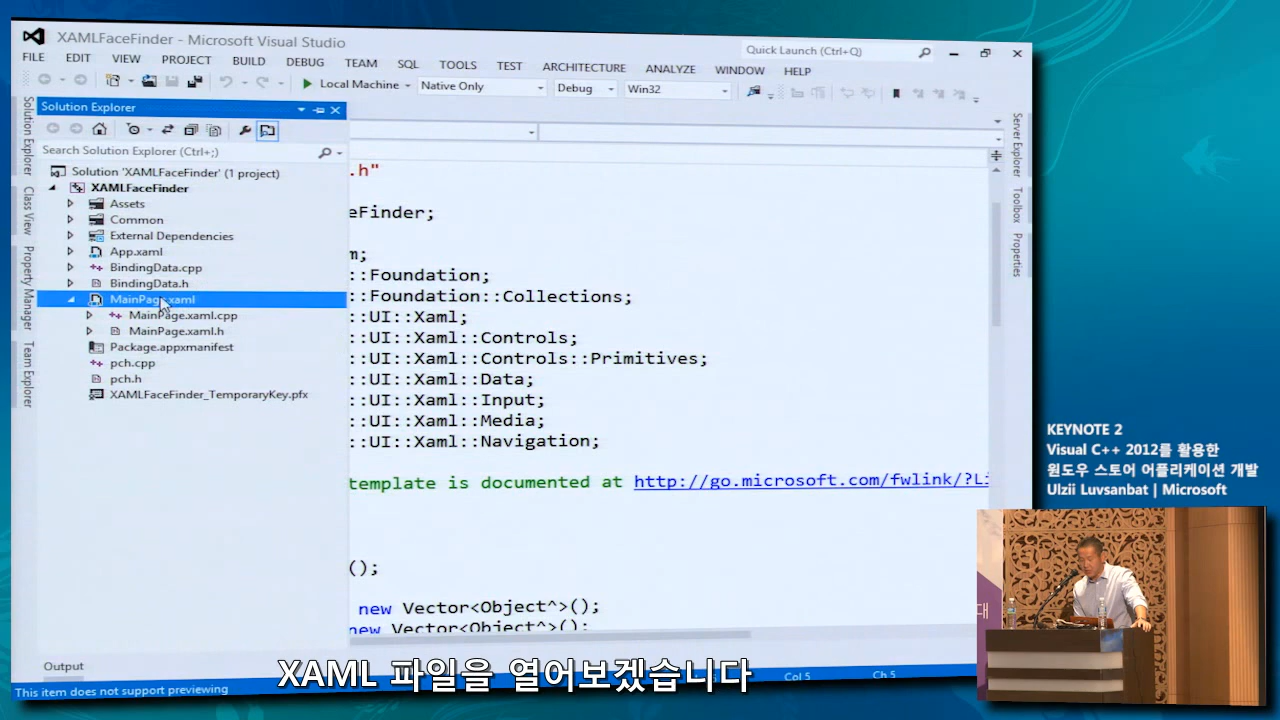 XAMLFaceFinder - Microsoft Visual Studio
Quick Launch (Ctrl+Q)
FILE EDIT VIEW PROJECT BUILD DEBUG TEAM SQL TOOLS TEST ARCHITECTURE ANALYZE WINDOW HELP
Local Machine Native Only Debug Win32
Solution Explorer
Class View
Property Manager
Team Explorer
Solution Explorer
Search Solution Explorer (Ctrl+;)
Solution 'XAMLFaceFinder' (1 project)
XAMLFaceFinder
Assets
Common
External Dependencies
App.xaml
BindingData.cpp
BindingData.h
MainPage.xaml
MainPage.xaml.cpp
MainPage.xaml.h
Package.appxmanifest
pch.cpp
pch.h
XAMLFaceFinder_TemporaryKey.pfx
.h"
eFinder;
m;
::Foundation;
::Foundation::Collections;
::UI::Xaml;
::UI::Xaml::Controls;
::UI::Xaml::Controls::Primitives;
::UI::Xaml::Data;
::UI::Xaml::Input;
::UI::Xaml::Media;
::UI::Xaml::Navigation;
template is documented at http://go.microsoft.com/fwlink/?Li
();
new Vector<Object^>();
new Vector<Object^>();
Server Explorer
Toolbox
Properties
Output
This item does not support previewing
Col 5 Ch 5
XAML 파일을 열어보겠습니다
KEYNOTE 2
Visual C++ 2012를 활용한
윈도우 스토어 어플리케이션 개발
Ulzii Luvsanbat | Microsoft
대